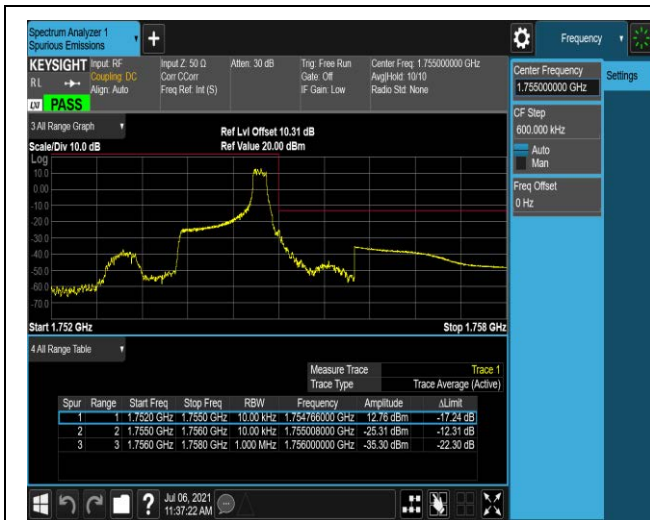 Spectrum Analyzer 1
Spurious Emissions
Frequency
KEYSIGHT
RL
LXI
PASS
Input: RF
Coupling: DC
Align: Auto
Input Z: 50 Ω
Corr CCorr
Freq Ref: Int (S)
Atten: 30 dB
Trig: Free Run
Gate: Off
IF Gain: Low
Center Freq: 1.755000000 GHz
Avg|Hold: 10/10
Radio Std: None
Center Frequency
1.755000000 GHz
Settings
CF Step
600.000 kHz
Auto
Man
Freq Offset
0 Hz
3 All Range Graph
Scale/Div 10.0 dB
Ref Lvl Offset 10.31 dB
Ref Value 20.00 dBm
Log
10.0
0.00
-10.0
-20.0
-30.0
-40.0
-50.0
-60.0
-70.0
Start 1.752 GHz
Stop 1.758 GHz
4 All Range Table
Measure Trace Trace 1
Trace Type Trace Average (Active)
Spur Range Start Freq Stop Freq RBW Frequency Amplitude ΔLimit
1 1 1.7520 GHz 1.7550 GHz 10.00 kHz 1.754766000 GHz 12.76 dBm -17.24 dB
2 2 1.7550 GHz 1.7560 GHz 10.00 kHz 1.755008000 GHz -25.31 dBm -12.31 dB
3 3 1.7560 GHz 1.7580 GHz 1.000 MHz 1.756000000 GHz -35.30 dBm -22.30 dB
Jul 06, 2021
11:37:22 AM